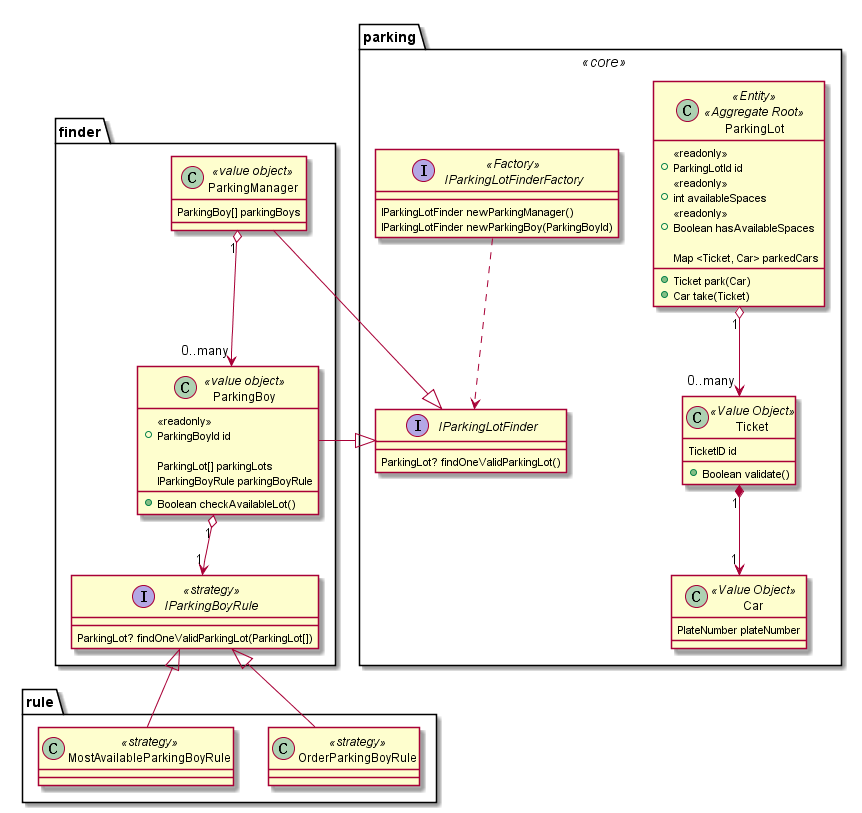 parking
«core»
«Entity»
«Aggregate Root»
C
ParkingLot
«readonly»
ParkingLotId id
«readonly»
int availableSpaces
«readonly»
Boolean hasAvailableSpaces
Map <Ticket, Car> parkedCars
Ticket park(Car)
Car take(Ticket)
«Factory»
I
IParkingLotFinderFactory
IParkingLotFinder newParkingManager()
IParkingLotFinder newParkingBoy(ParkingBoyId)
finder
«value object»
C
ParkingManager
ParkingBoy[] parkingBoys
1
0..many
«value object»
C
ParkingBoy
«readonly»
ParkingBoyId id
ParkingLot[] parkingLots
IParkingBoyRule parkingBoyRule
Boolean checkAvailableLot()
1
1
I
IParkingLotFinder
ParkingLot? findOneValidParkingLot()
1
0..many
«Value Object»
C
Ticket
TicketID id
Boolean validate()
1
1
«Value Object»
C
Car
PlateNumber plateNumber
«strategy»
I
IParkingBoyRule
ParkingLot? findOneValidParkingLot(ParkingLot[])
rule
«strategy»
C
MostAvailableParkingBoyRule
«strategy»
C
OrderParkingBoyRule